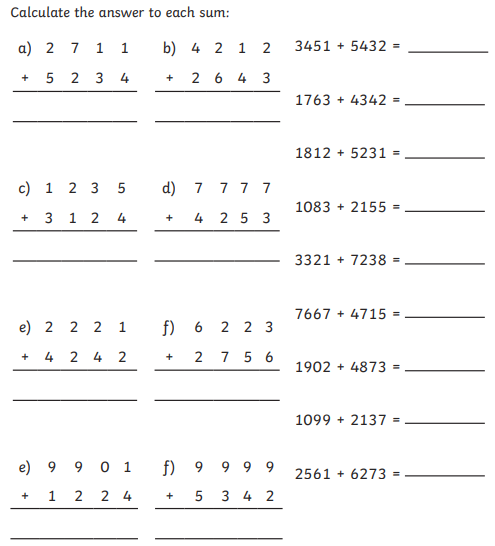 Calculate the answer to each sum:
a) 2 7 1 1
+ 5 2 3 4
b) 4 2 1 2
+ 2 6 4 3
c) 1 2 3 5
+ 3 1 2 4
d) 7 7 7 7
+ 4 2 5 3
e) 2 2 2 1
+ 4 2 4 2
f) 6 2 2 3
+ 2 7 5 6
e) 9 9 0 1
+ 1 2 2 4
f) 9 9 9 9
+ 5 3 4 2
3451 + 5432 =
1763 + 4342 =
1812 + 5231 =
1083 + 2155 =
3321 + 7238 =
7667 + 4715 =
1902 + 4873 =
1099 + 2137 =
2561 + 6273 =